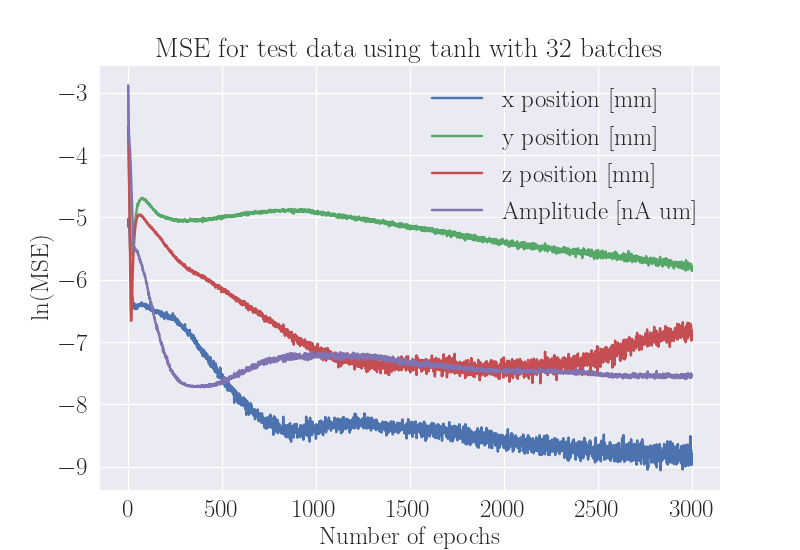 MSE for test data using tanh with 32 batches
x position [mm]
y position [mm]
z position [mm]
Amplitude [nA um]
ln(MSE)
−3
−4
−5
−6
−7
−8
−9
0 500 1000 1500 2000 2500 3000
Number of epochs